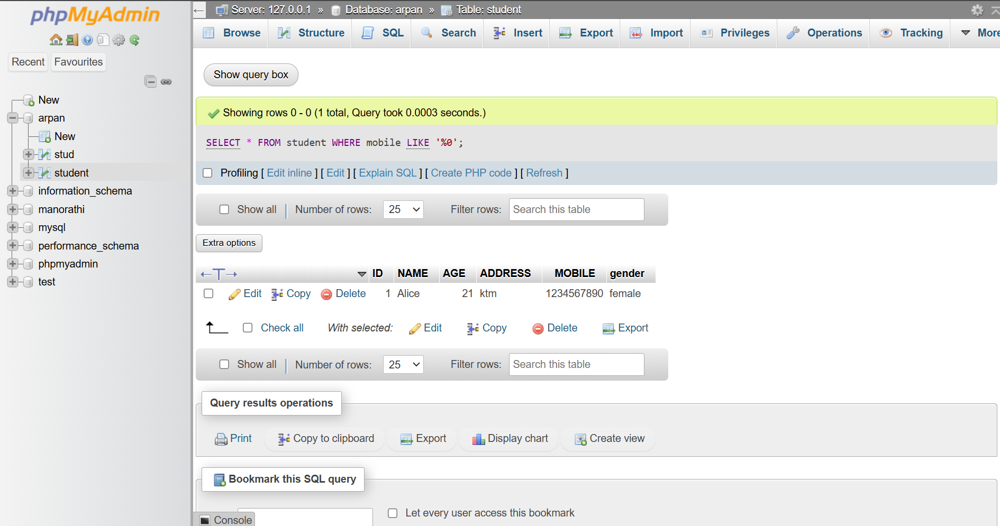 phpMyAdmin
Recent Favourites
New
arpan
New
stud
student
information_schema
manorathi
mysql
performance_schema
phpmyadmin
test
Server: 127.0.0.1 » Database: arpan » Table: student
Browse Structure SQL Search Insert Export Import Privileges Operations Tracking More
Show query box
Showing rows 0 - 0 (1 total, Query took 0.0003 seconds.)
SELECT * FROM student WHERE mobile LIKE '%0';
Profiling [ Edit inline ] [ Edit ] [ Explain SQL ] [ Create PHP code ] [ Refresh ]
Show all Number of rows: 25 Filter rows: Search this table
Extra options
ID NAME AGE ADDRESS MOBILE gender
Edit Copy Delete 1 Alice 21 ktm 1234567890 female
Check all With selected: Edit Copy Delete Export
Show all Number of rows: 25 Filter rows: Search this table
Query results operations
Print Copy to clipboard Export Display chart Create view
Bookmark this SQL query
Let every user access this bookmark
Console